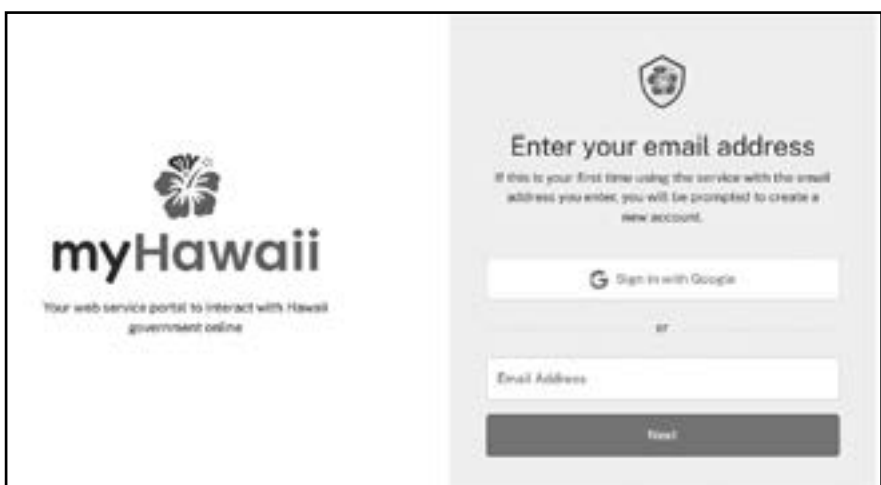 myHawaii
Your web service portal to interact with Hawaii
government online
Enter your email address
If this is your first time using the service with the email
address you enter, you will be prompted to create a
new account.
Sign in with Google
or
Email Address
Next